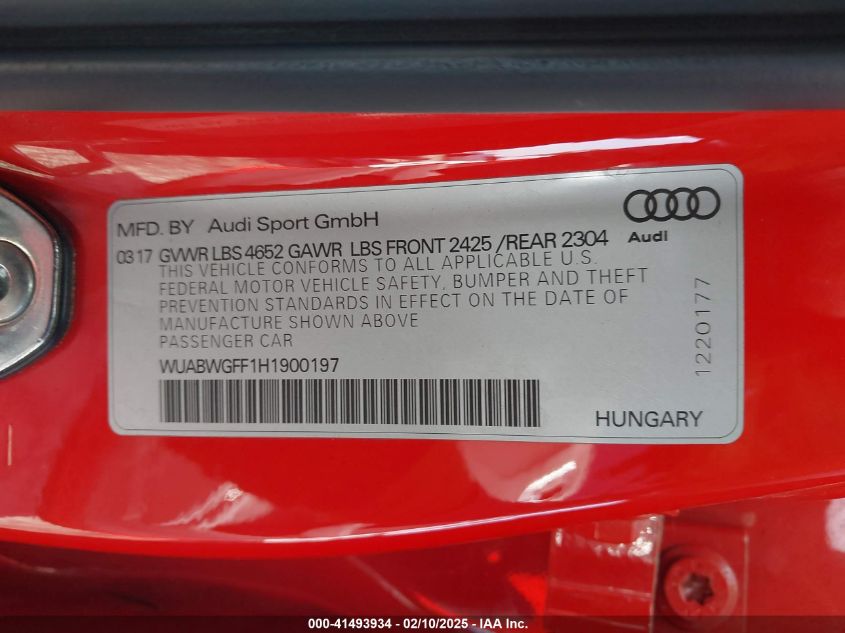 MFD. BY Audi Sport GmbH
Audi
0317 GVWR LBS 4652 GAWR LBS FRONT 2425 /REAR 2304
THIS VEHICLE CONFORMS TO ALL APPLICABLE U.S.
FEDERAL MOTOR VEHICLE SAFETY, BUMPER AND THEFT
PREVENTION STANDARDS IN EFFECT ON THE DATE OF
MANUFACTURE SHOWN ABOVE
PASSENGER CAR
WUABWGFF1H1900197
1220177
HUNGARY
000-41493934 - 02/10/2025 - IAA Inc.